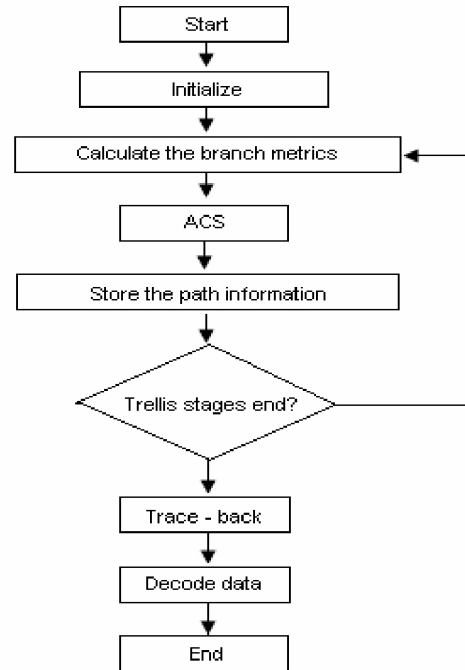 Start
Initialize
Calculate the branch metrics
ACS
Store the path information
Trellis stages end?
Trace - back
Decode data
End